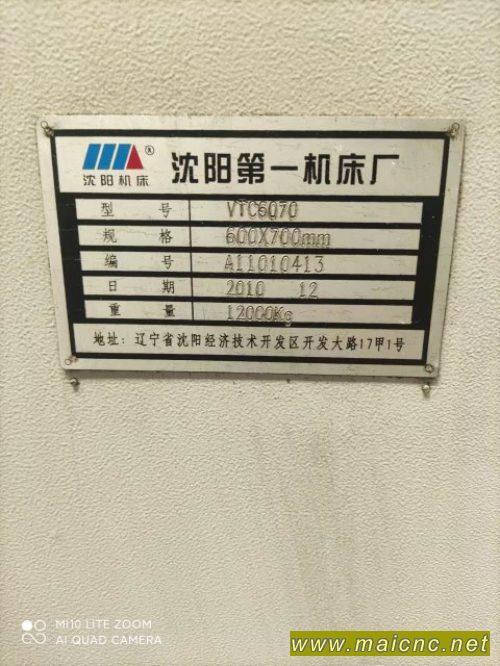 沈阳机床 ® 沈阳第一机床厂
型 号 VTC6070
规 格 600X700mm
编 号 A11010413
日 期 2010 12
重 量 12000Kg
地址: 辽宁省沈阳经济技术开发区开发大路17甲1号
MI10 LITE ZOOM
AI QUAD CAMERA
www.maicnc.net